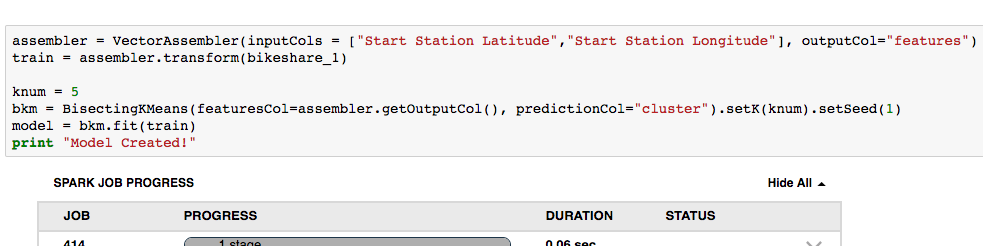 assembler = VectorAssembler(inputCols = ["Start Station Latitude","Start Station Longitude"], outputCol="features")
train = assembler.transform(bikeshare_1)
knum = 5
bkm = BisectingKMeans(featuresCol=assembler.getOutputCol(), predictionCol="cluster").setK(knum).setSeed(1)
model = bkm.fit(train)
print "Model Created!"
SPARK JOB PROGRESS Hide All
JOB PROGRESS DURATION STATUS
414 1 stage 0.06 sec